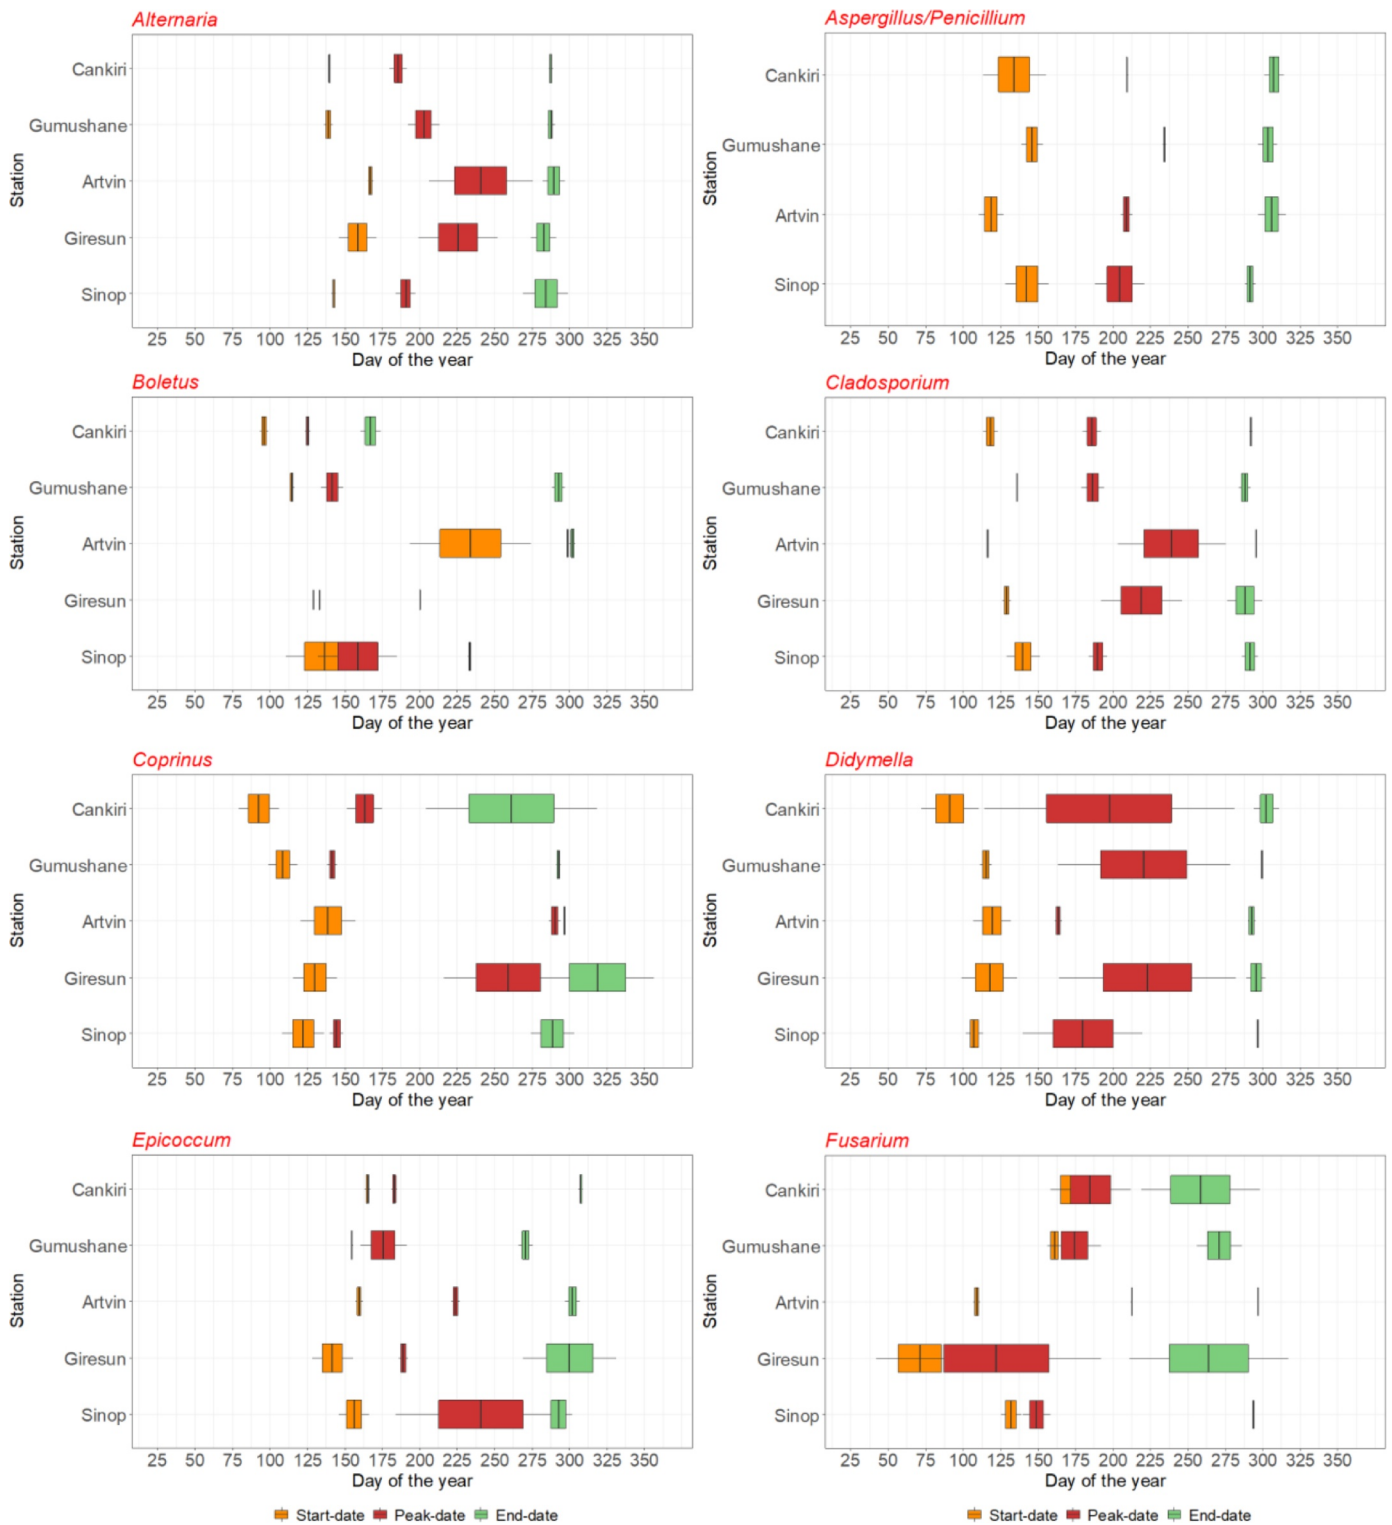 Alternaria
Station
Cankiri
Gumushane
Artvin
Giresun
Sinop
25 50 75 100 125 150 175 200 225 250 275 300 325 350
Day of the year
Aspergillus/Penicillium
Station
Cankiri
Gumushane
Artvin
Sinop
25 50 75 100 125 150 175 200 225 250 275 300 325 350
Day of the year
Boletus
Station
Cankiri
Gumushane
Artvin
Giresun
Sinop
25 50 75 100 125 150 175 200 225 250 275 300 325 350
Day of the year
Cladosporium
Station
Cankiri
Gumushane
Artvin
Giresun
Sinop
25 50 75 100 125 150 175 200 225 250 275 300 325 350
Day of the year
Coprinus
Station
Cankiri
Gumushane
Artvin
Giresun
Sinop
25 50 75 100 125 150 175 200 225 250 275 300 325 350
Day of the year
Didymella
Station
Cankiri
Gumushane
Artvin
Giresun
Sinop
25 50 75 100 125 150 175 200 225 250 275 300 325 350
Day of the year
Epicoccum
Station
Cankiri
Gumushane
Artvin
Giresun
Sinop
25 50 75 100 125 150 175 200 225 250 275 300 325 350
Day of the year
Fusarium
Station
Cankiri
Gumushane
Artvin
Giresun
Sinop
25 50 75 100 125 150 175 200 225 250 275 300 325 350
Day of the year
Start-date Peak-date End-date
Start-date Peak-date End-date